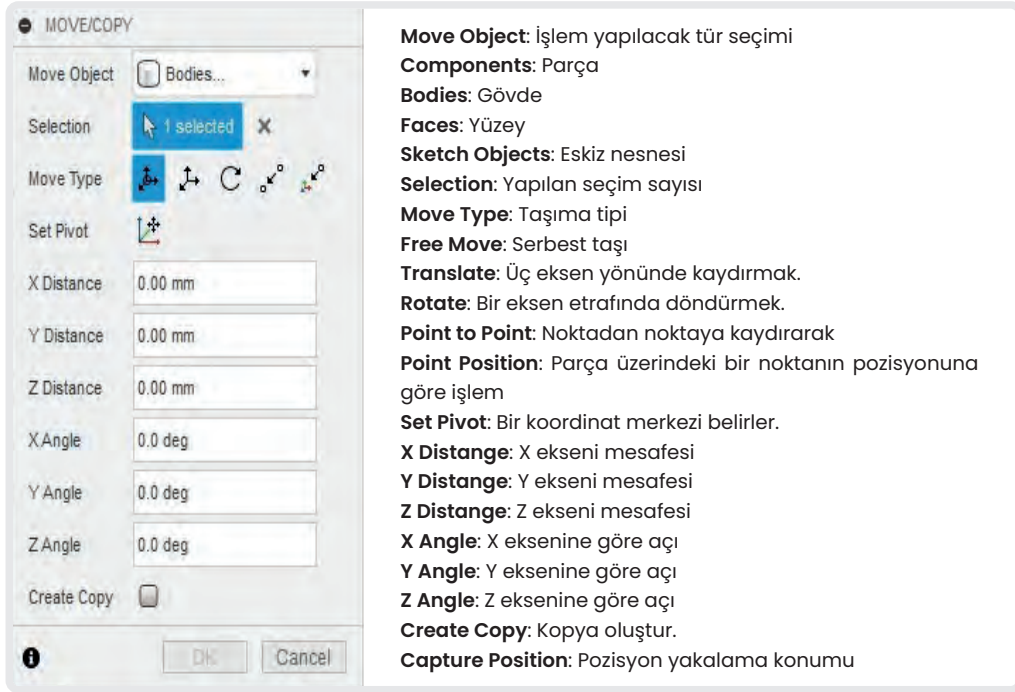 MOVE/COPY
Move Object Bodies...
Selection 1 selected
Move Type
Set Pivot
X Distance 0.00 mm
Y Distance 0.00 mm
Z Distance 0.00 mm
X Angle 0.0 deg
Y Angle 0.0 deg
Z Angle 0.0 deg
Create Copy
OK Cancel
Move Object: İşlem yapılacak tür seçimi
Components: Parça
Bodies: Gövde
Faces: Yüzey
Sketch Objects: Eskiz nesnesi
Selection: Yapılan seçim sayısı
Move Type: Taşıma tipi
Free Move: Serbest taşı
Translate: Üç eksen yönünde kaydırmak.
Rotate: Bir eksen etrafında döndürmek.
Point to Point: Noktadan noktaya kaydırarak
Point Position: Parça üzerindeki bir noktanın pozisyonuna
göre işlem
Set Pivot: Bir koordinat merkezi belirler.
X Distange: X ekseni mesafesi
Y Distange: Y ekseni mesafesi
Z Distange: Z ekseni mesafesi
X Angle: X eksenine göre açı
Y Angle: Y eksenine göre açı
Z Angle: Z eksenine göre açı
Create Copy: Kopya oluştur.
Capture Position: Pozisyon yakalama konumu